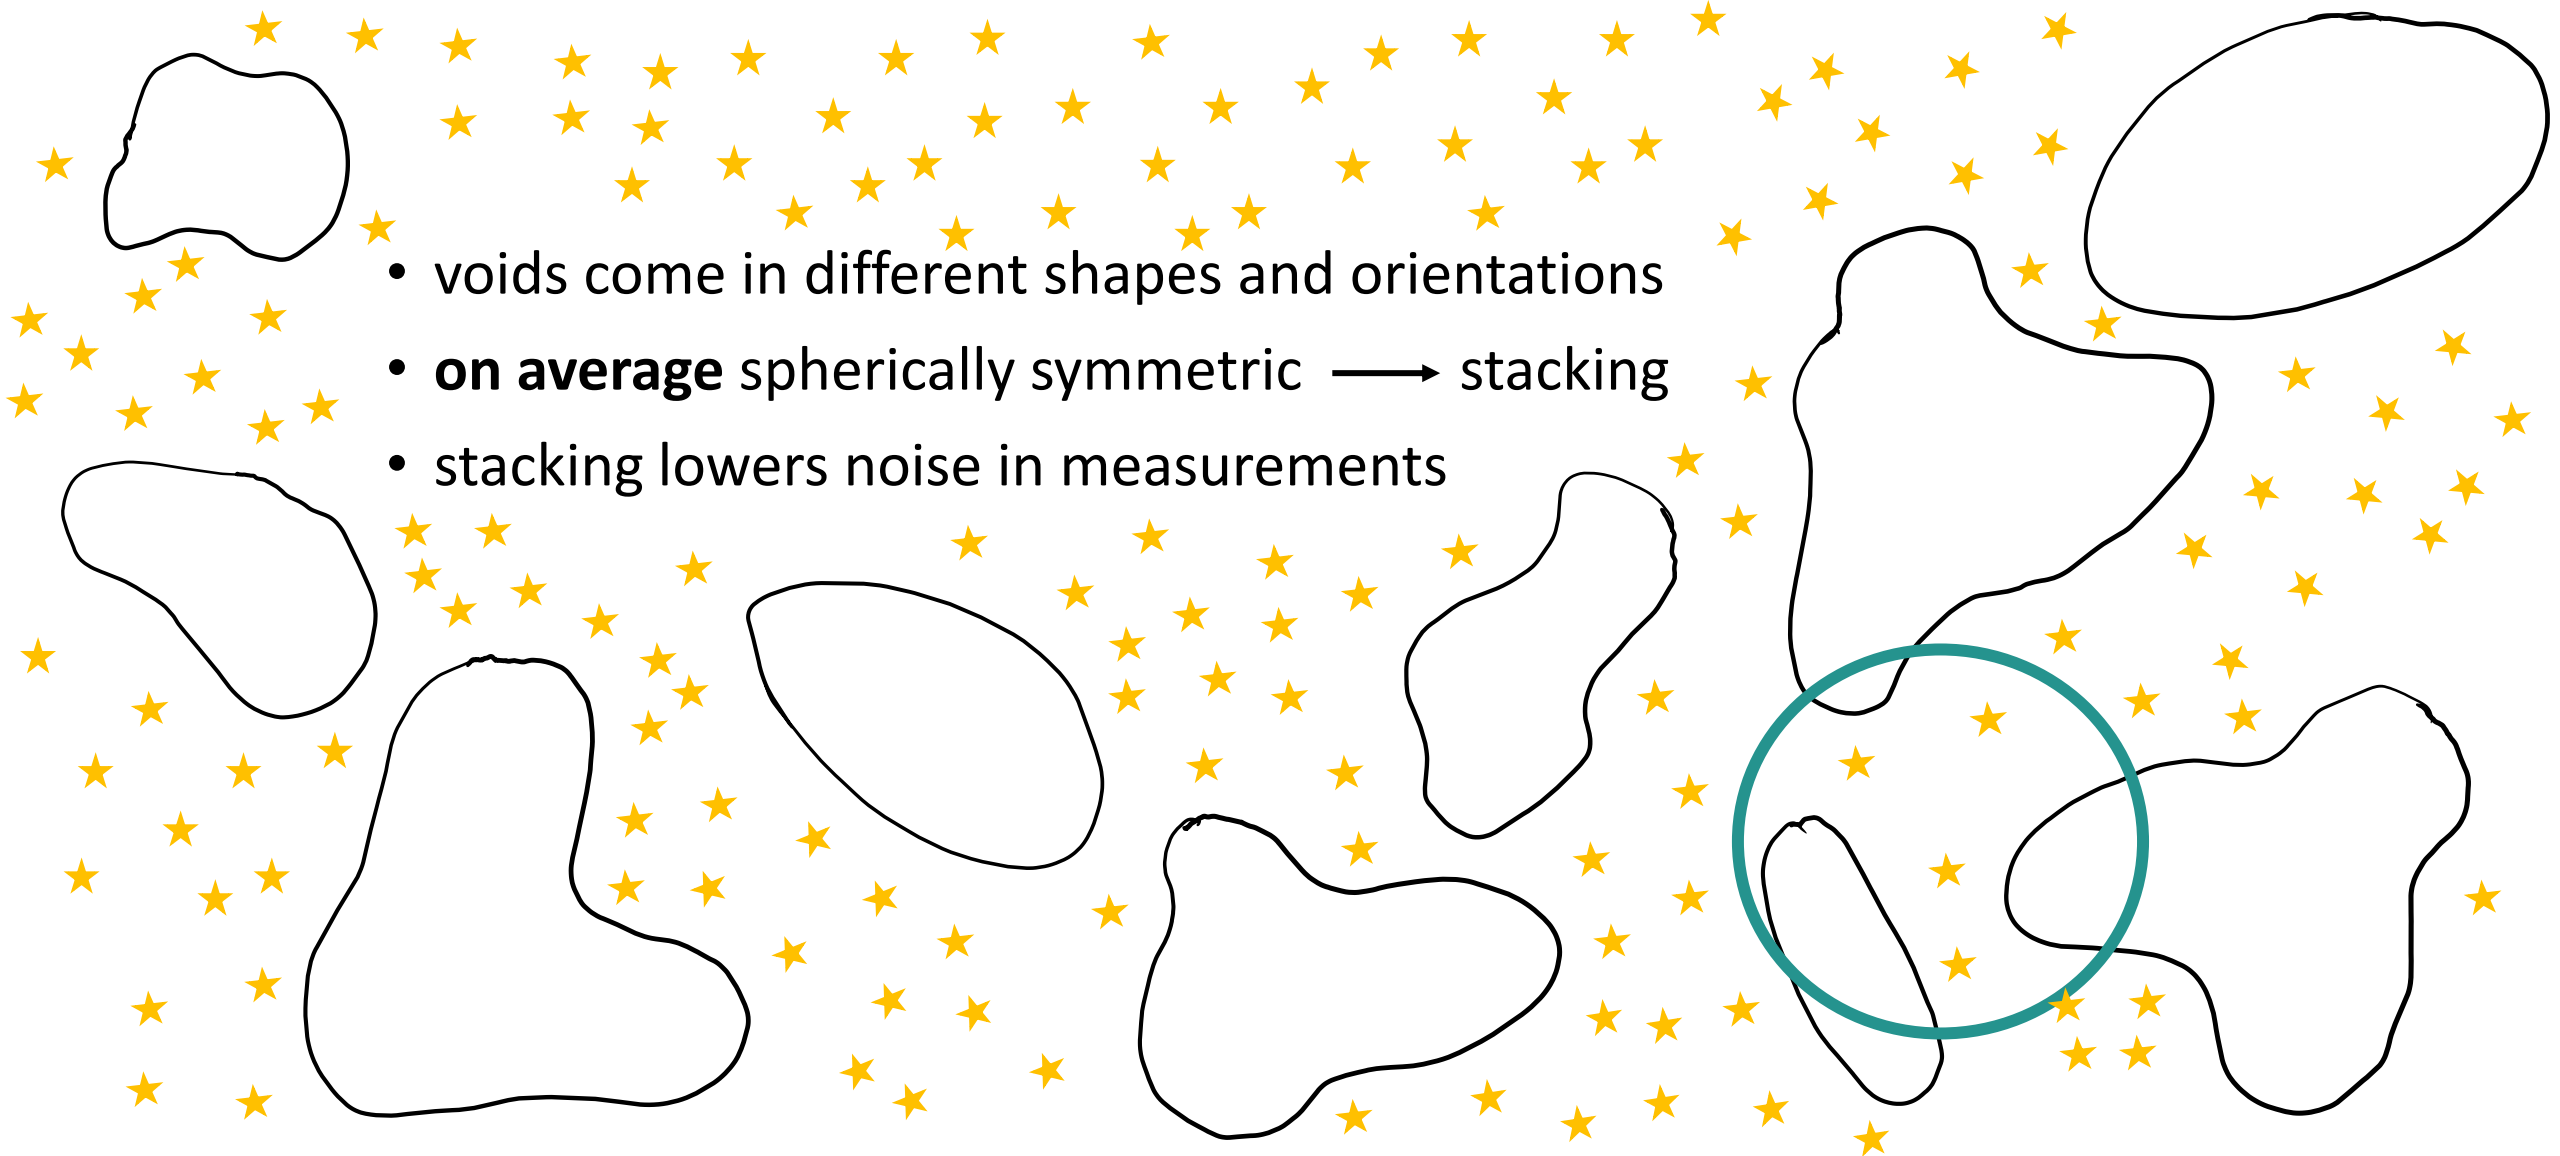 • voids come in different shapes and orientations
• on average spherically symmetric ⟶ stacking
• stacking lowers noise in measurements